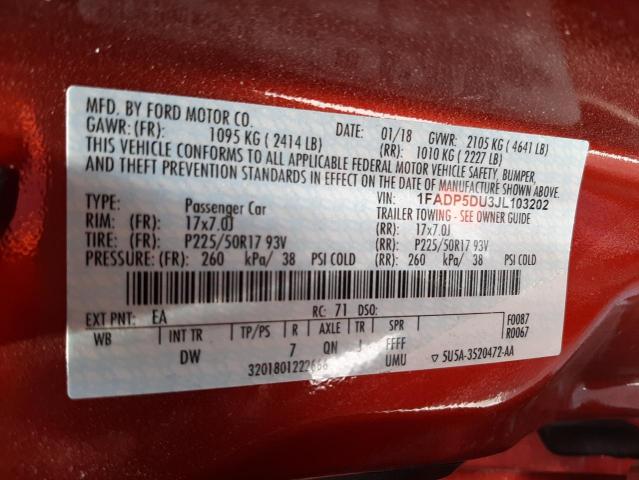 MFD. BY FORD MOTOR CO.
DATE: 01/18 GVWR: 2105 KG ( 4641 LB)
GAWR: (FR): 1095 KG ( 2414 LB) (RR): 1010 KG ( 2227 LB)
THIS VEHICLE CONFORMS TO ALL APPLICABLE FEDERAL MOTOR VEHICLE SAFETY, BUMPER,
AND THEFT PREVENTION STANDARDS IN EFFECT ON THE DATE OF MANUFACTURE SHOWN ABOVE.
VIN: 1FADP5DU3JL103202
TYPE: Passenger Car TRAILER TOWING - SEE OWNER GUIDE
RIM: (FR): 17x7.0J (RR): 17x7.0J
TIRE: (FR): P225/50R17 93V (RR): P225/50R17 93V
PRESSURE: (FR): 260 kPa/ 38 PSI COLD (RR): 260 kPa/ 38 PSI COLD
EXT PNT: EA RC: 71 DSO: F0087
WB INT TR TP/PS R AXLE TR SPR R0067
DW 7 QN J FFFF
UMU 5U5A-3520472-AA